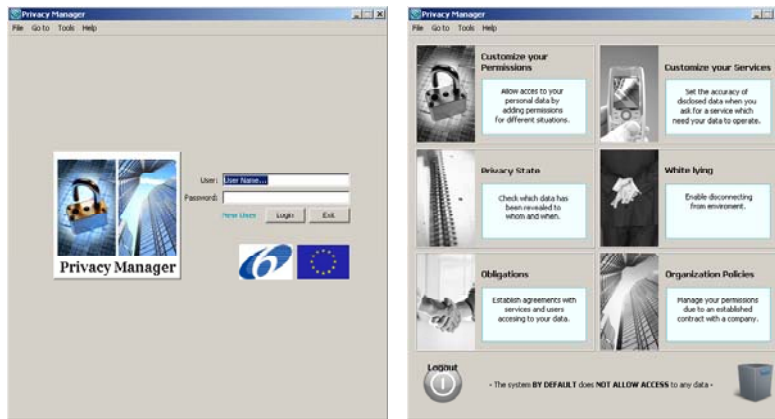 Privacy Manager
File Go to Tools Help
User: User Name...
Password:
New User Login Exit
Privacy Manager
Privacy Manager
File Go to Tools Help
Customize your
Permissions
Allow acces to your
personal data by
adding permissions
for different situations.
Customize your Services
Set the accuracy of
disclosed data when you
ask for a service which
need your data to operate.
Privacy State
Check which data has
been revealed to
whom and when.
White lying
Enable disconnecting
from enviroment.
Obligations
Establish agreements with
services and users
accesing to your data.
Organization Policies
Manage your permissions
due to an established
contract with a company.
Logout
- The system BY DEFAULT does NOT ALLOW ACCESS to any data -